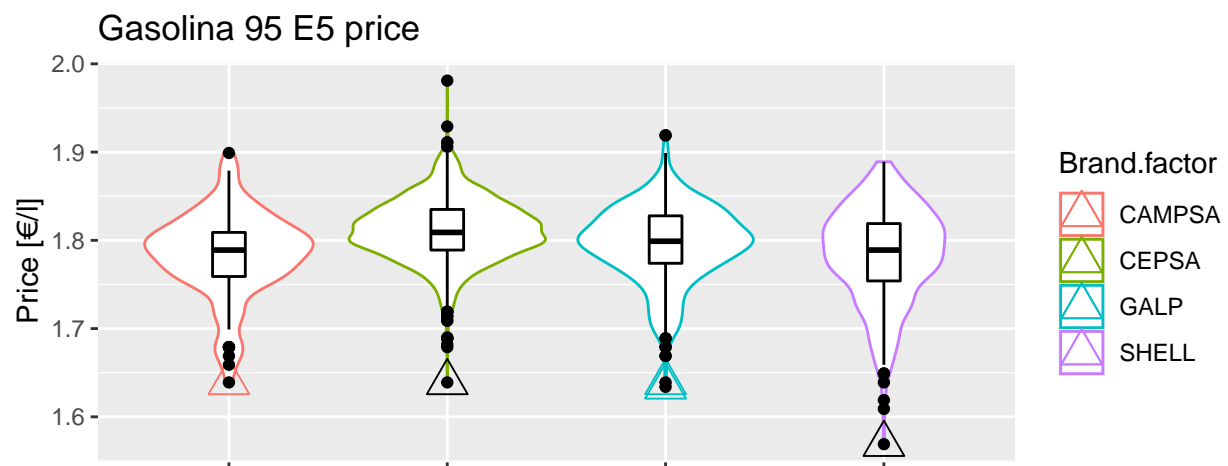 Gasolina 95 E5 price
Price [€/l]
2.0
1.9
1.8
1.7
1.6
Brand.factor
CAMPSA
CEPSA
GALP
SHELL